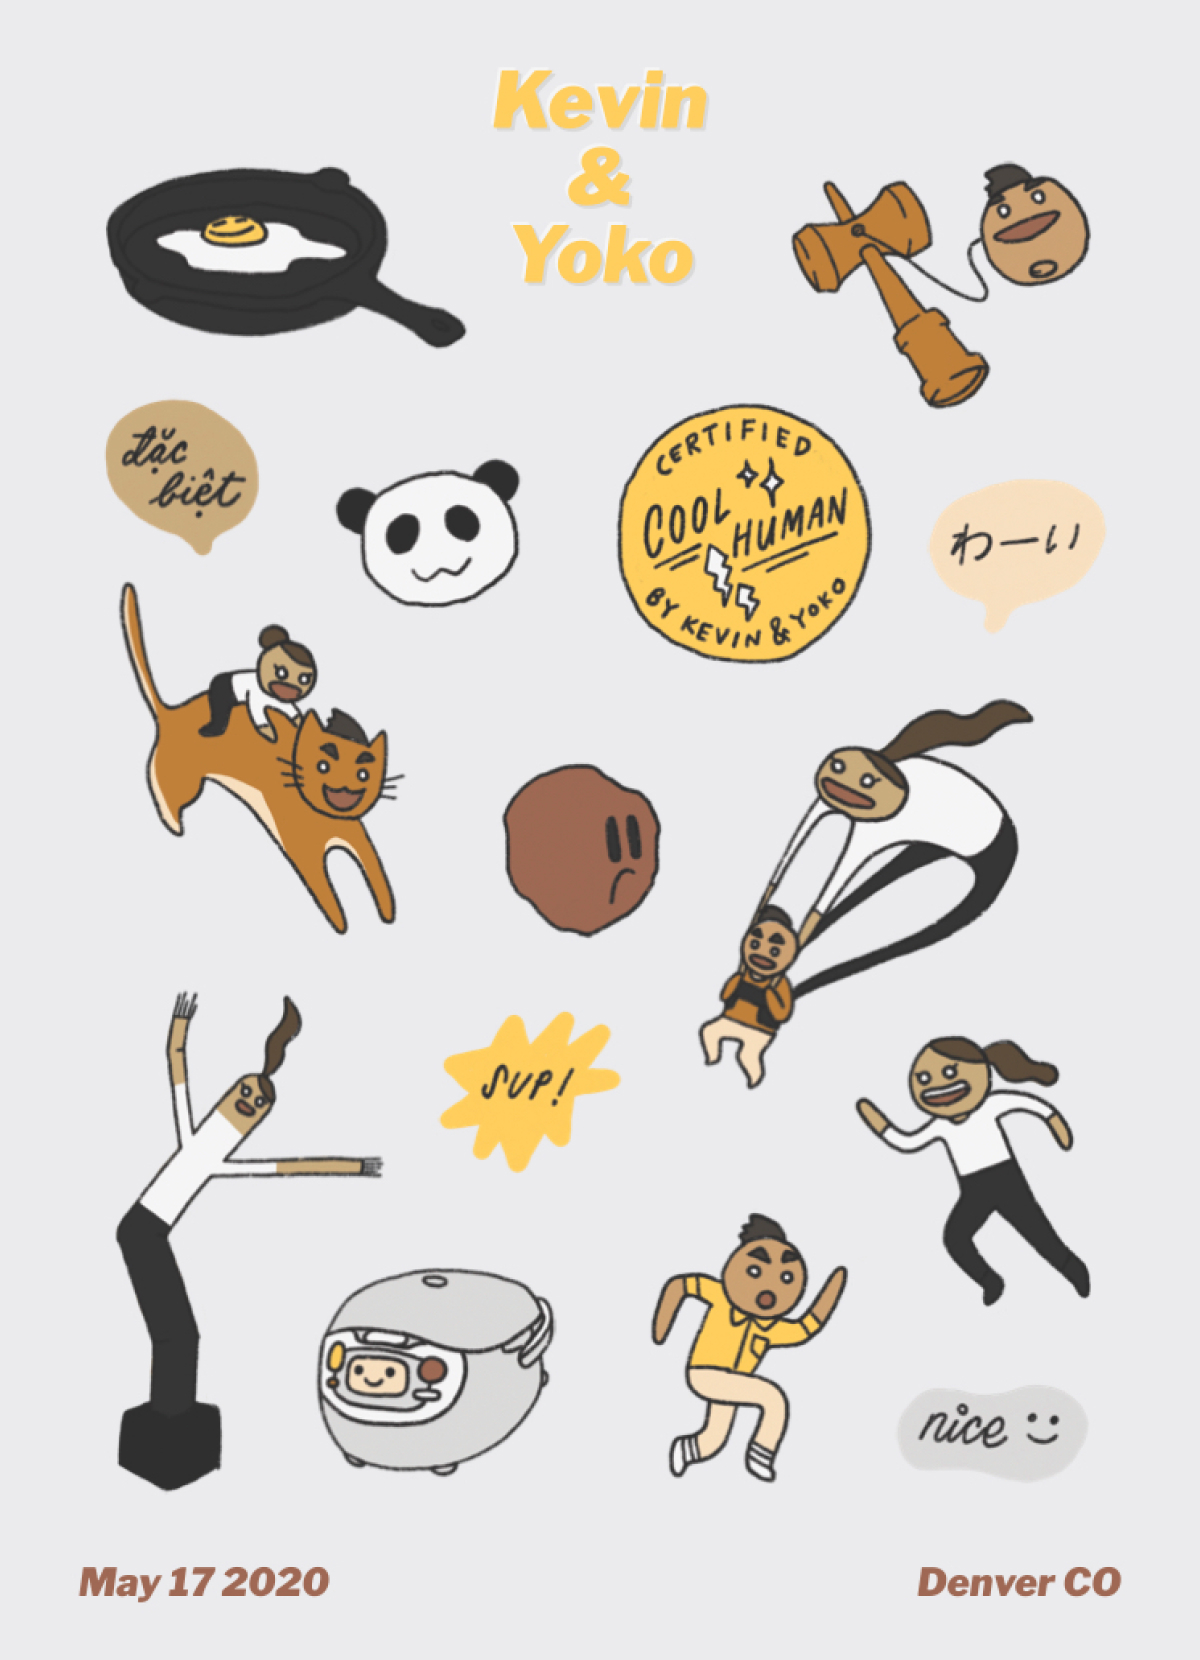 Kevin
&
Yoko
đặc
biệt
CERTIFIED
COOL
HUMAN
BY KEVIN & YOKO
わーい
SUP!
nice :)
May 17 2020
Denver CO